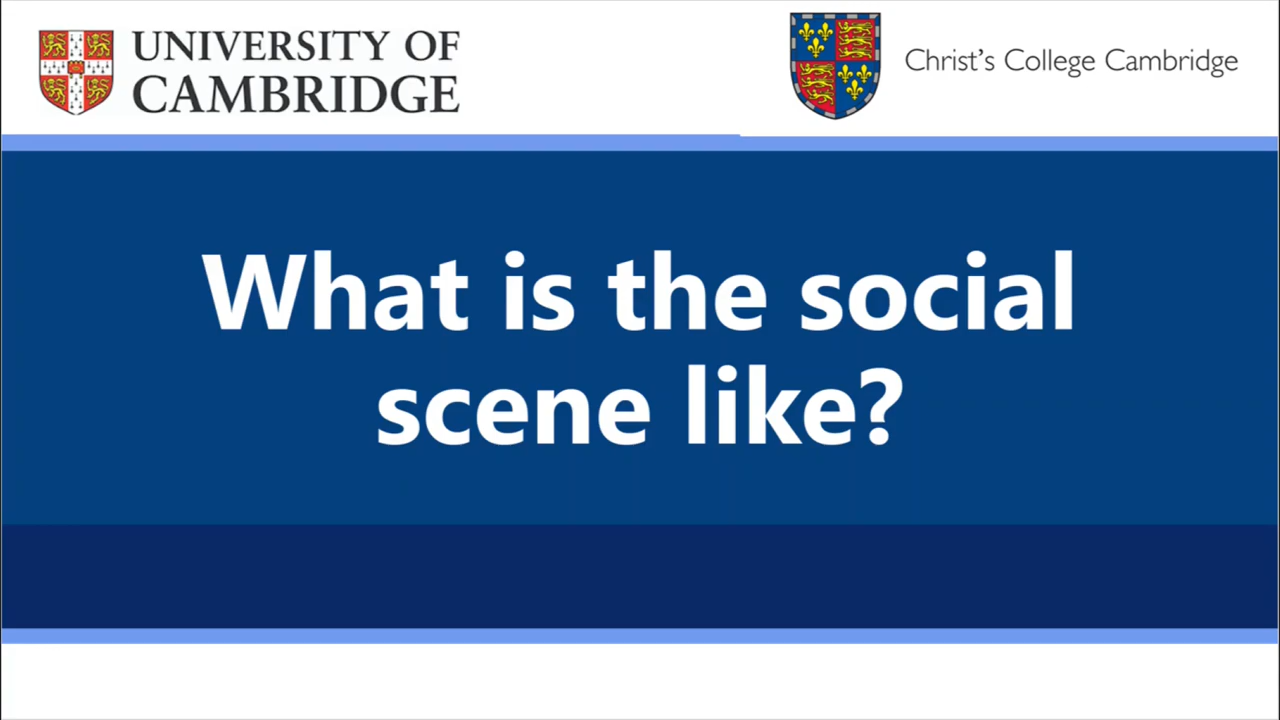 UNIVERSITY OF
CAMBRIDGE
Christ's College Cambridge
What is the social
scene like?